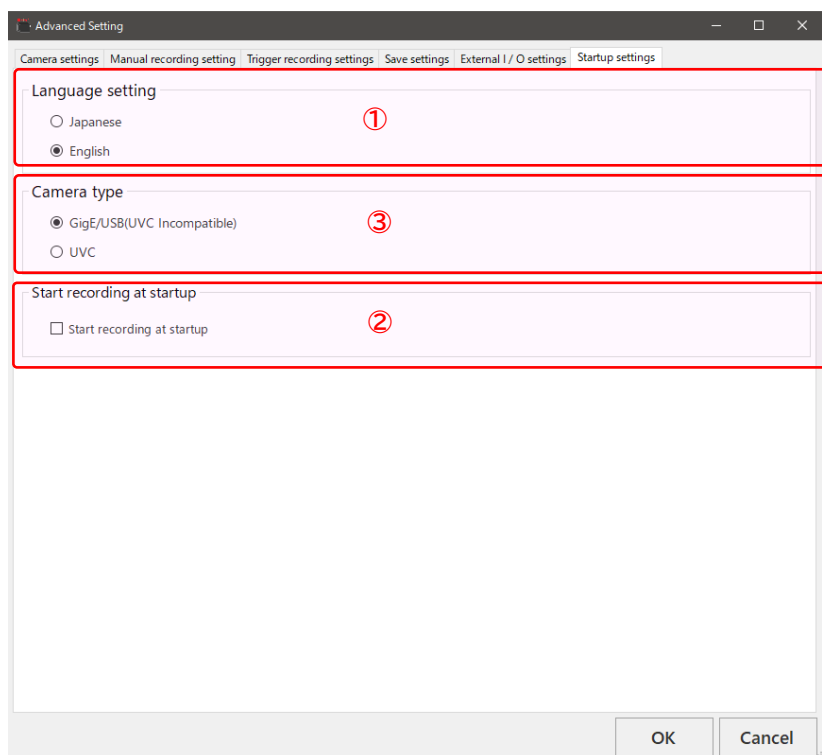 Advanced Setting
Camera settings Manual recording setting Trigger recording settings Save settings External I / O settings Startup settings
Language setting
Japanese
①
English
Camera type
GigE/USB(UVC Incompatible)
③
UVC
Start recording at startup
Start recording at startup
②
OK Cancel